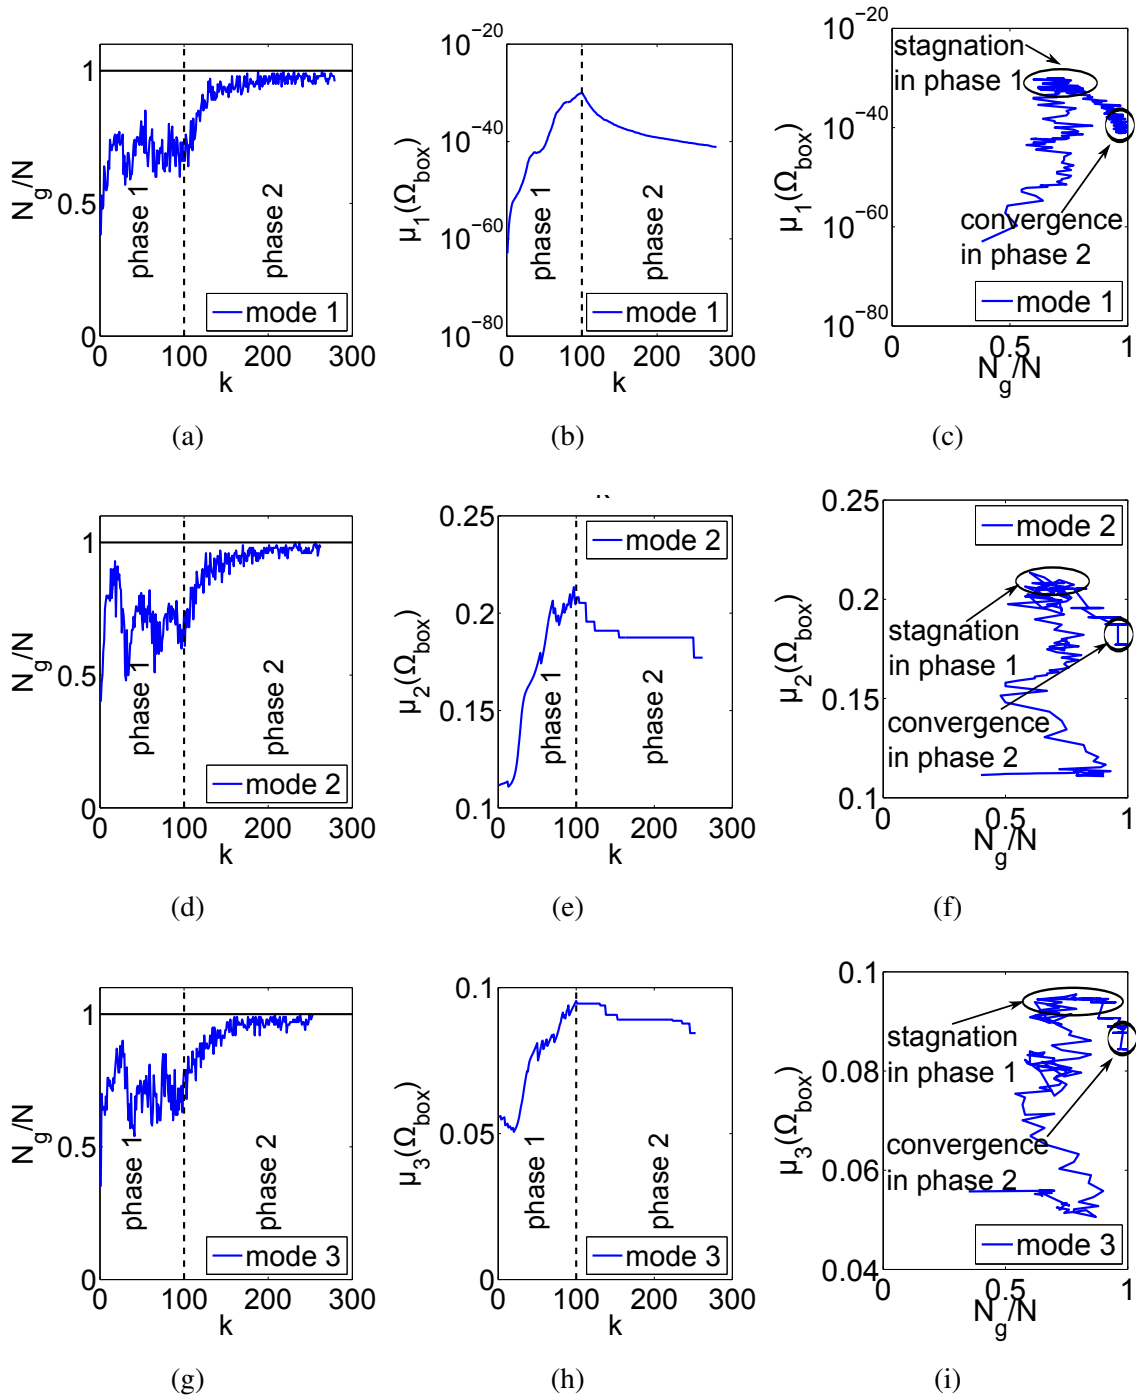 1
0.5
1
0 100 200 300
k
N_g/N
phase 1
phase 2
mode 1
(a)
10^−20
10^−40
10^−60
10^−80
0 100 200 300
k
μ_1(Ω_box)
phase 1
phase 2
mode 1
(b)
10^−20
10^−40
10^−60
10^−80
0 0.5 1
N_g/N
μ_1(Ω_box)
stagnation
in phase 1
convergence
in phase 2
mode 1
(c)
1
0.5
0
0 100 200 300
k
N_g/N
phase 1
phase 2
mode 2
(d)
0.25
0.2
0.15
0.1
0 100 200 300
k
μ_2(Ω_box)
phase 1
phase 2
mode 2
(e)
0.25
0.2
0.15
0.1
0 0.5 1
N_g/N
μ_2(Ω_box)
mode 2
stagnation
in phase 1
convergence
in phase 2
(f)
1
0.5
0
0 100 200 300
k
N_g/N
phase 1
phase 2
mode 3
(g)
0.1
0.05
0
0 100 200 300
k
μ_3(Ω_box)
phase 1
phase 2
mode 3
(h)
0.1
0.08
0.06
0.04
0 0.5 1
N_g/N
μ_3(Ω_box)
stagnation
in phase 1
convergence
in phase 2
mode 3
(i)